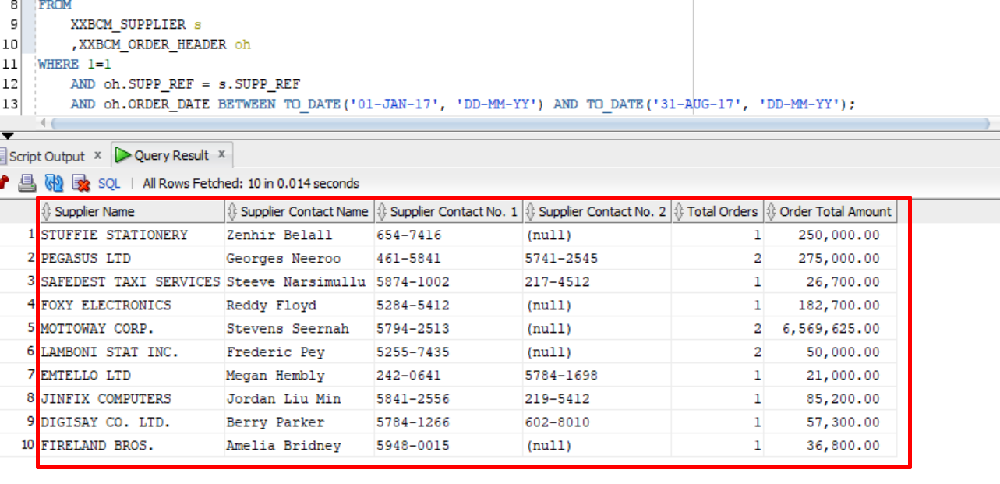 8 FROM
9 XXBCM_SUPPLIER s
10 ,XXBCM_ORDER_HEADER oh
11 WHERE 1=1
12 AND oh.SUPP_REF = s.SUPP_REF
13 AND oh.ORDER_DATE BETWEEN TO_DATE('01-JAN-17', 'DD-MM-YY') AND TO_DATE('31-AUG-17', 'DD-MM-YY');
Script Output x Query Result x
SQL | All Rows Fetched: 10 in 0.014 seconds
Supplier Name Supplier Contact Name Supplier Contact No. 1 Supplier Contact No. 2 Total Orders Order Total Amount
1 STUFFIE STATIONERY Zenhir Belall 654-7416 (null) 1 250,000.00
2 PEGASUS LTD Georges Neeroo 461-5841 5741-2545 2 275,000.00
3 SAFEDEST TAXI SERVICES Steeve Narsimullu 5874-1002 217-4512 1 26,700.00
4 FOXY ELECTRONICS Reddy Floyd 5284-5412 (null) 1 182,700.00
5 MOTTOWAY CORP. Stevens Seernah 5794-2513 (null) 2 6,569,625.00
6 LAMBONI STAT INC. Frederic Pey 5255-7435 (null) 2 50,000.00
7 EMTELLO LTD Megan Hembly 242-0641 5784-1698 1 21,000.00
8 JINFIX COMPUTERS Jordan Liu Min 5841-2556 219-5412 1 85,200.00
9 DIGISAY CO. LTD. Berry Parker 5784-1266 602-8010 1 57,300.00
10 FIRELAND BROS. Amelia Bridney 5948-0015 (null) 1 36,800.00